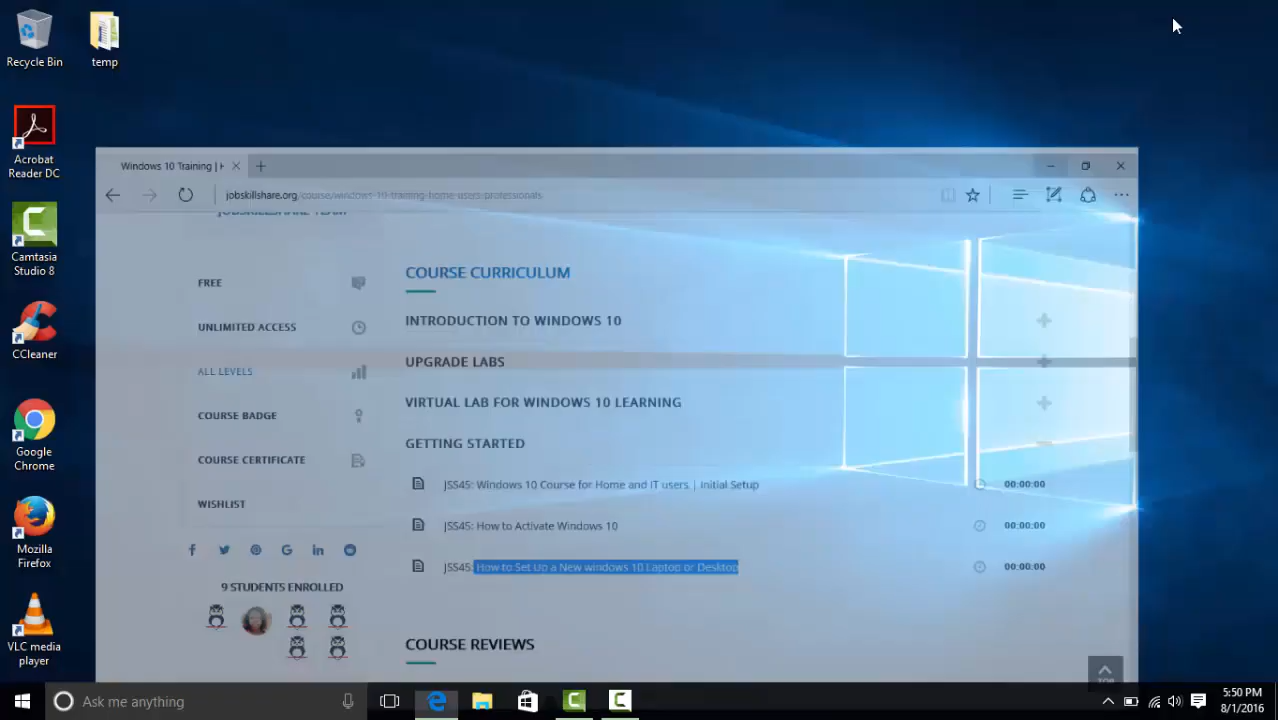 Recycle Bin
temp
Acrobat
Reader DC
Camtasia
Studio 8
CCleaner
Google
Chrome
Mozilla
Firefox
VLC media
player
Windows 10 Training | H
jobskillshare.org/course/windows-10-training-home-users-professionals
JOBSKILLSHARE TEAM
FREE
UNLIMITED ACCESS
ALL LEVELS
COURSE BADGE
COURSE CERTIFICATE
WISHLIST
9 STUDENTS ENROLLED
COURSE CURRICULUM
INTRODUCTION TO WINDOWS 10
UPGRADE LABS
VIRTUAL LAB FOR WINDOWS 10 LEARNING
GETTING STARTED
JSS45: Windows 10 Course for Home and IT users | Initial Setup 00:00:00
JSS45: How to Activate Windows 10 00:00:00
JSS45: How to Set Up a New windows 10 Laptop or Desktop 00:00:00
COURSE REVIEWS
TOP
Ask me anything
5:50 PM
8/1/2016